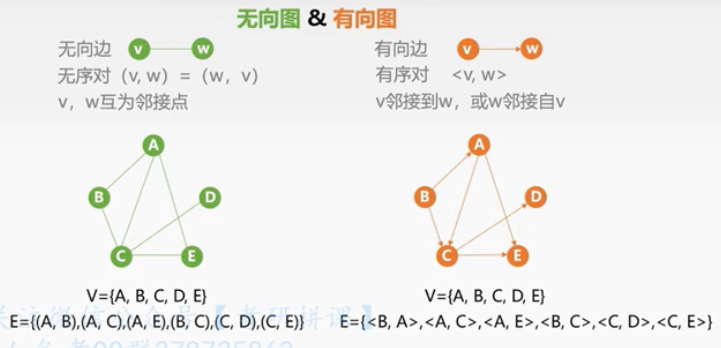 无向图 & 有向图
无向边 v w
无序对（v, w）=（w，v）
v，w互为邻接点
有向边 v w
有序对 <v, w>
v邻接到w，或w邻接自v
A
B
D
C
E
V={A, B, C, D, E}
E={(A, B),(A, C),(A, E),(B, C),(C, D),(C, E)}
A
B
D
C
E
V={A, B, C, D, E}
E={<B, A>,<A, C>,<A, E>,<B, C>,<C, D>,<C, E>}